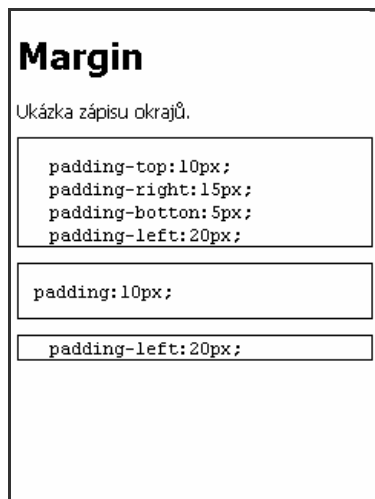 Margin
Ukázka zápisu okrajů.
padding-top:10px;
padding-right:15px;
padding-botton:5px;
padding-left:20px;
padding:10px;
padding-left:20px;